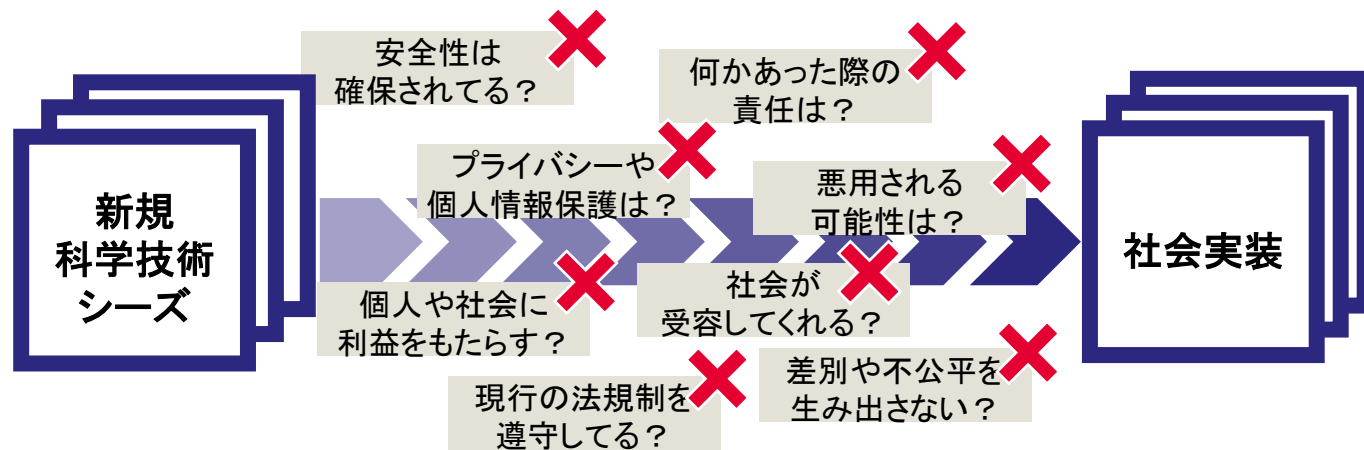 新規
科学技術
シーズ
安全性は
確保されてる？
何かあった際の
責任は？
プライバシーや
個人情報保護は？
悪用される
可能性は？
個人や社会に
利益をもたらす？
社会が
受容してくれる？
現行の法規制を
遵守してる？
差別や不公平を
生み出さない？
社会実装